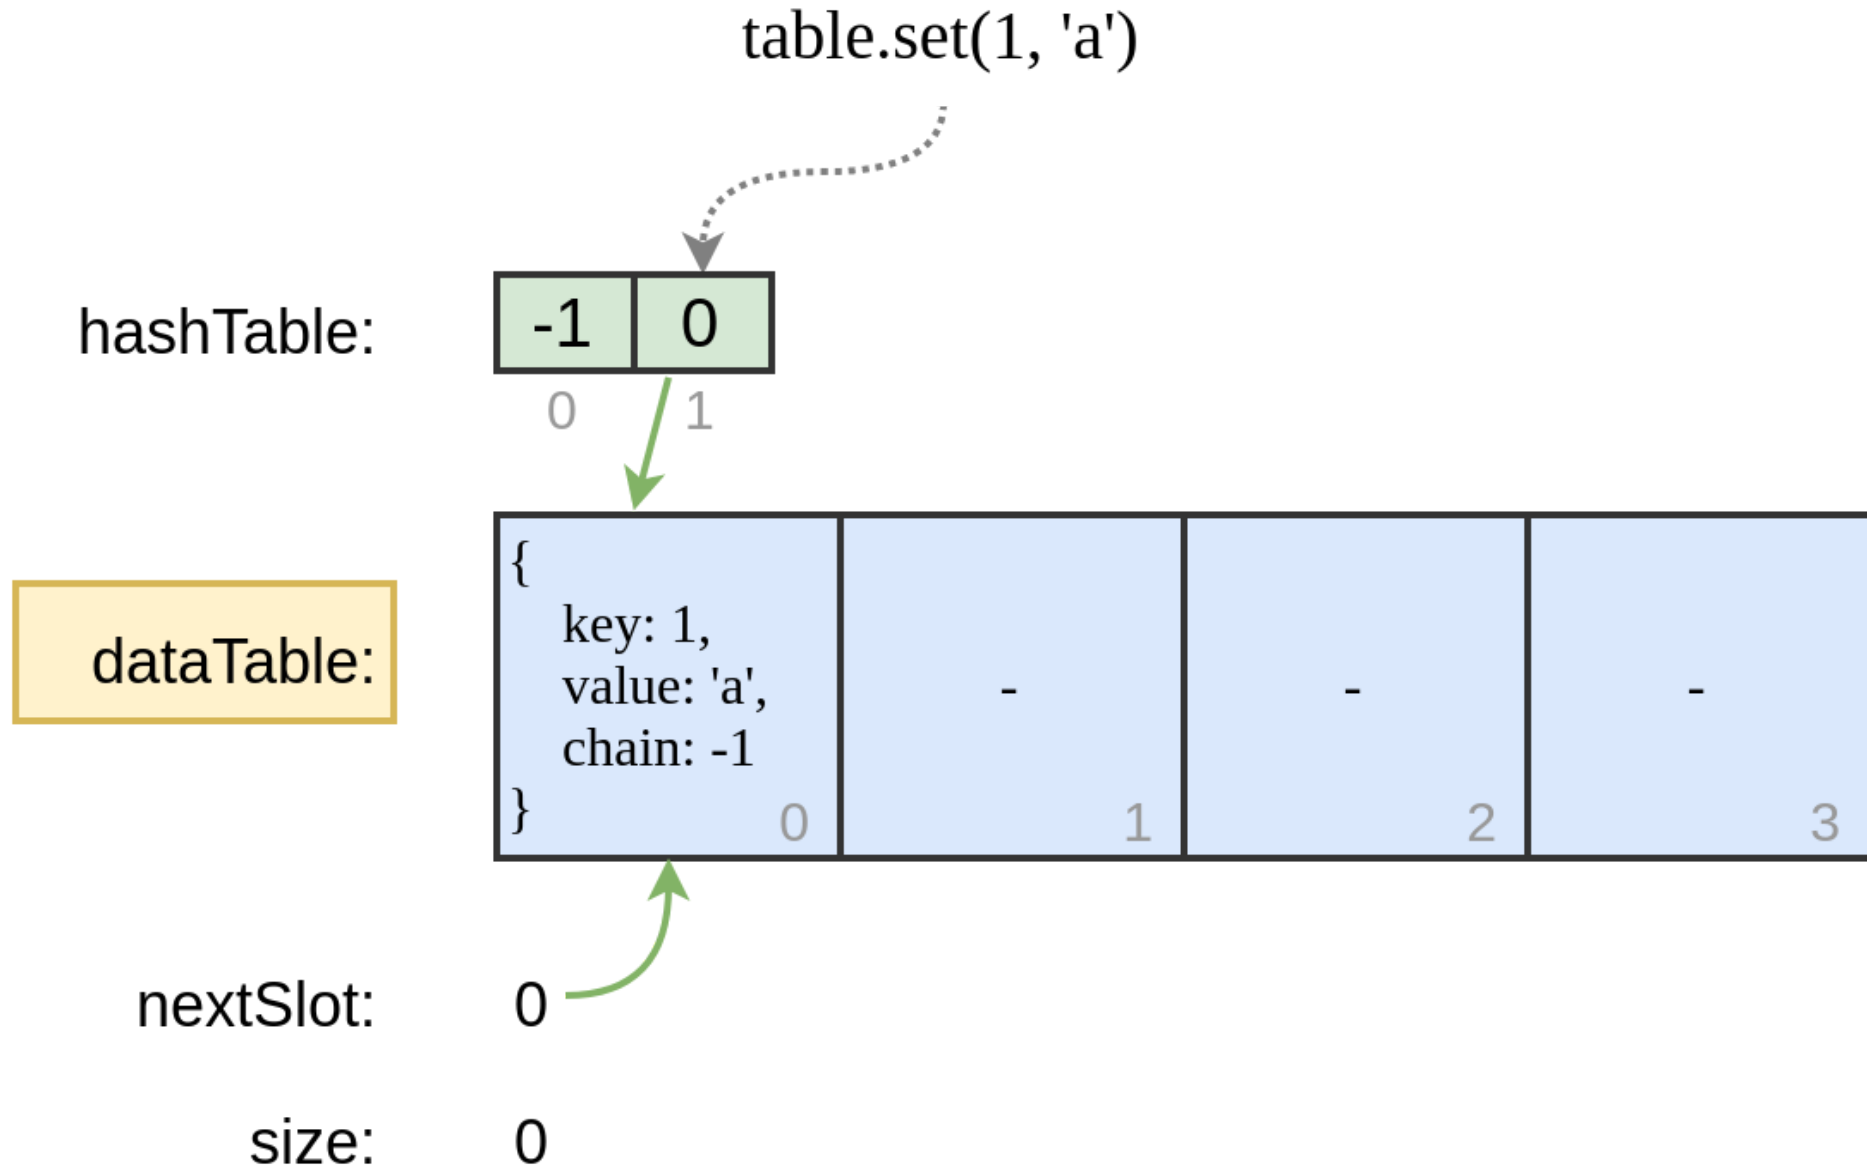 table.set(1, 'a')
hashTable:
-1 0
0 1
dataTable:
{
key: 1,
value: 'a',
chain: -1
}
- - -
0 1 2 3
nextSlot: 0
size: 0